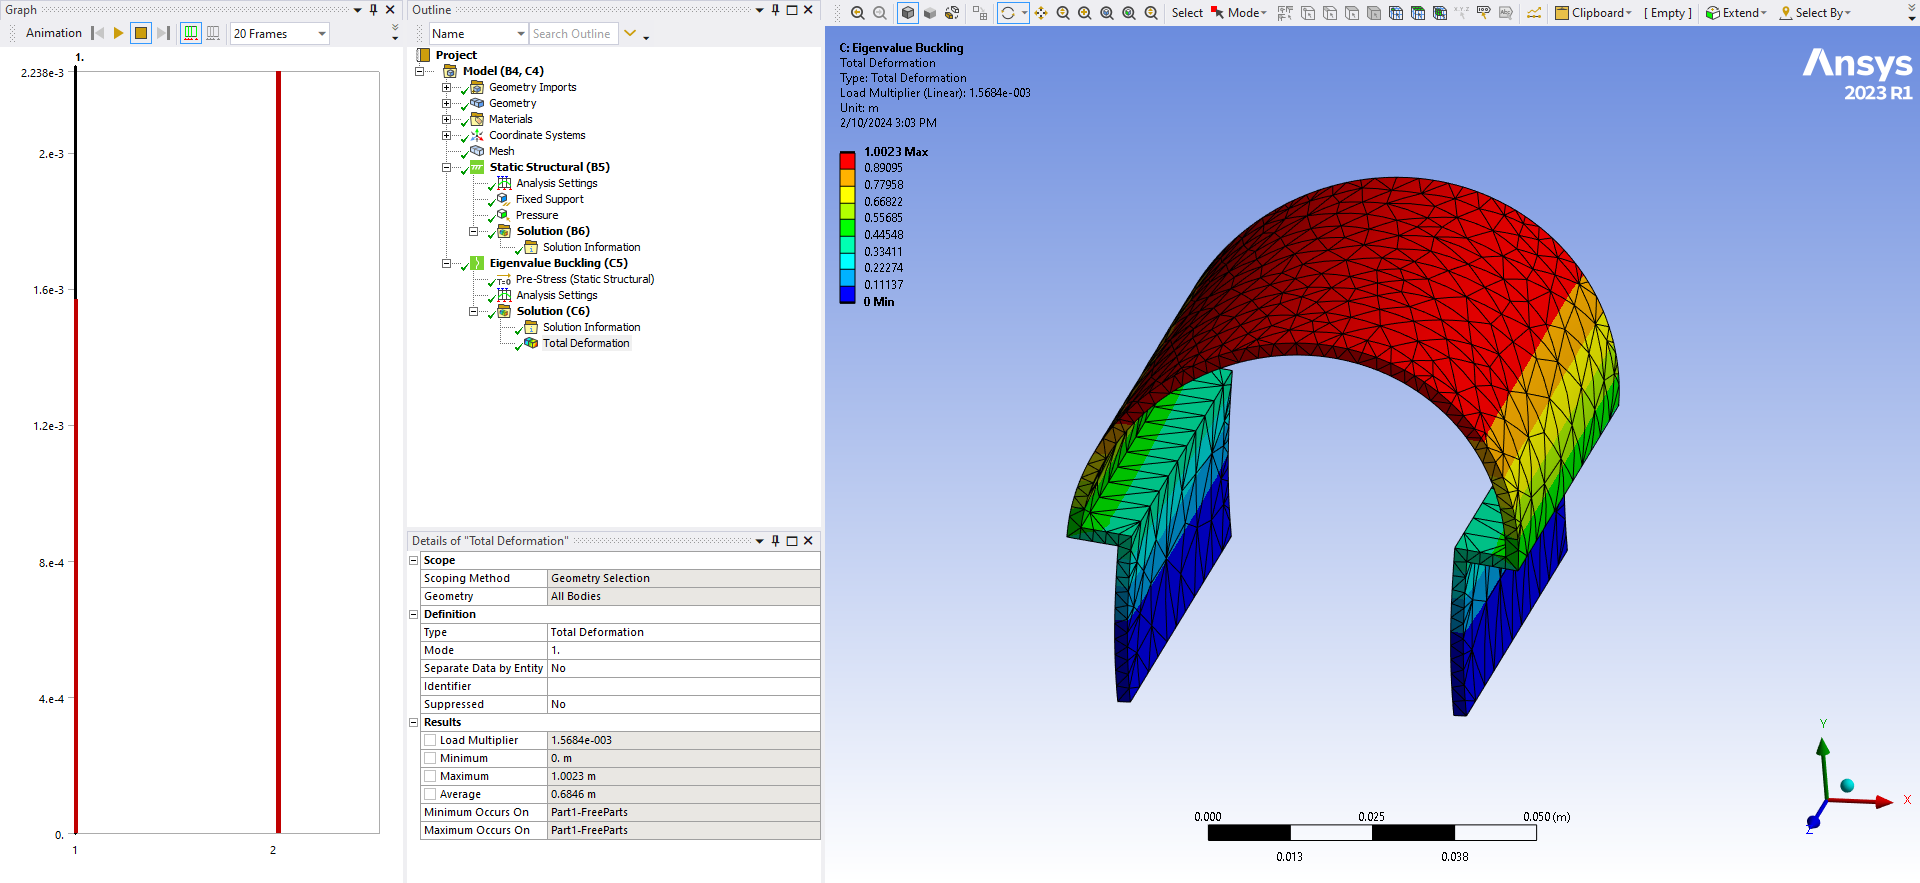 Graph
Animation
20 Frames
1.
2.238e-3
2.e-3
1.6e-3
1.2e-3
8.e-4
4.e-4
0.
1
2
Outline
Name
Search Outline
Project
Model (B4, C4)
Geometry Imports
Geometry
Materials
Coordinate Systems
Mesh
Static Structural (B5)
Analysis Settings
Fixed Support
Pressure
Solution (B6)
Solution Information
Eigenvalue Buckling (C5)
Pre-Stress (Static Structural)
Analysis Settings
Solution (C6)
Solution Information
Total Deformation
Details of "Total Deformation"
Scope
Scoping Method Geometry Selection
Geometry All Bodies
Definition
Type Total Deformation
Mode 1.
Separate Data by Entity No
Identifier
Suppressed No
Results
Load Multiplier 1.5684e-003
Minimum 0. m
Maximum 1.0023 m
Average 0.6846 m
Minimum Occurs On Part1-FreeParts
Maximum Occurs On Part1-FreeParts
Select Mode Clipboard [ Empty ] Extend Select By
C: Eigenvalue Buckling
Total Deformation
Type: Total Deformation
Load Multiplier (Linear): 1.5684e-003
Unit: m
2/10/2024 3:03 PM
1.0023 Max
0.89095
0.77958
0.66822
0.55685
0.44548
0.33411
0.22274
0.11137
0 Min
Ansys
2023 R1
0.000
0.025
0.050 (m)
0.013
0.038
Y
X
Z